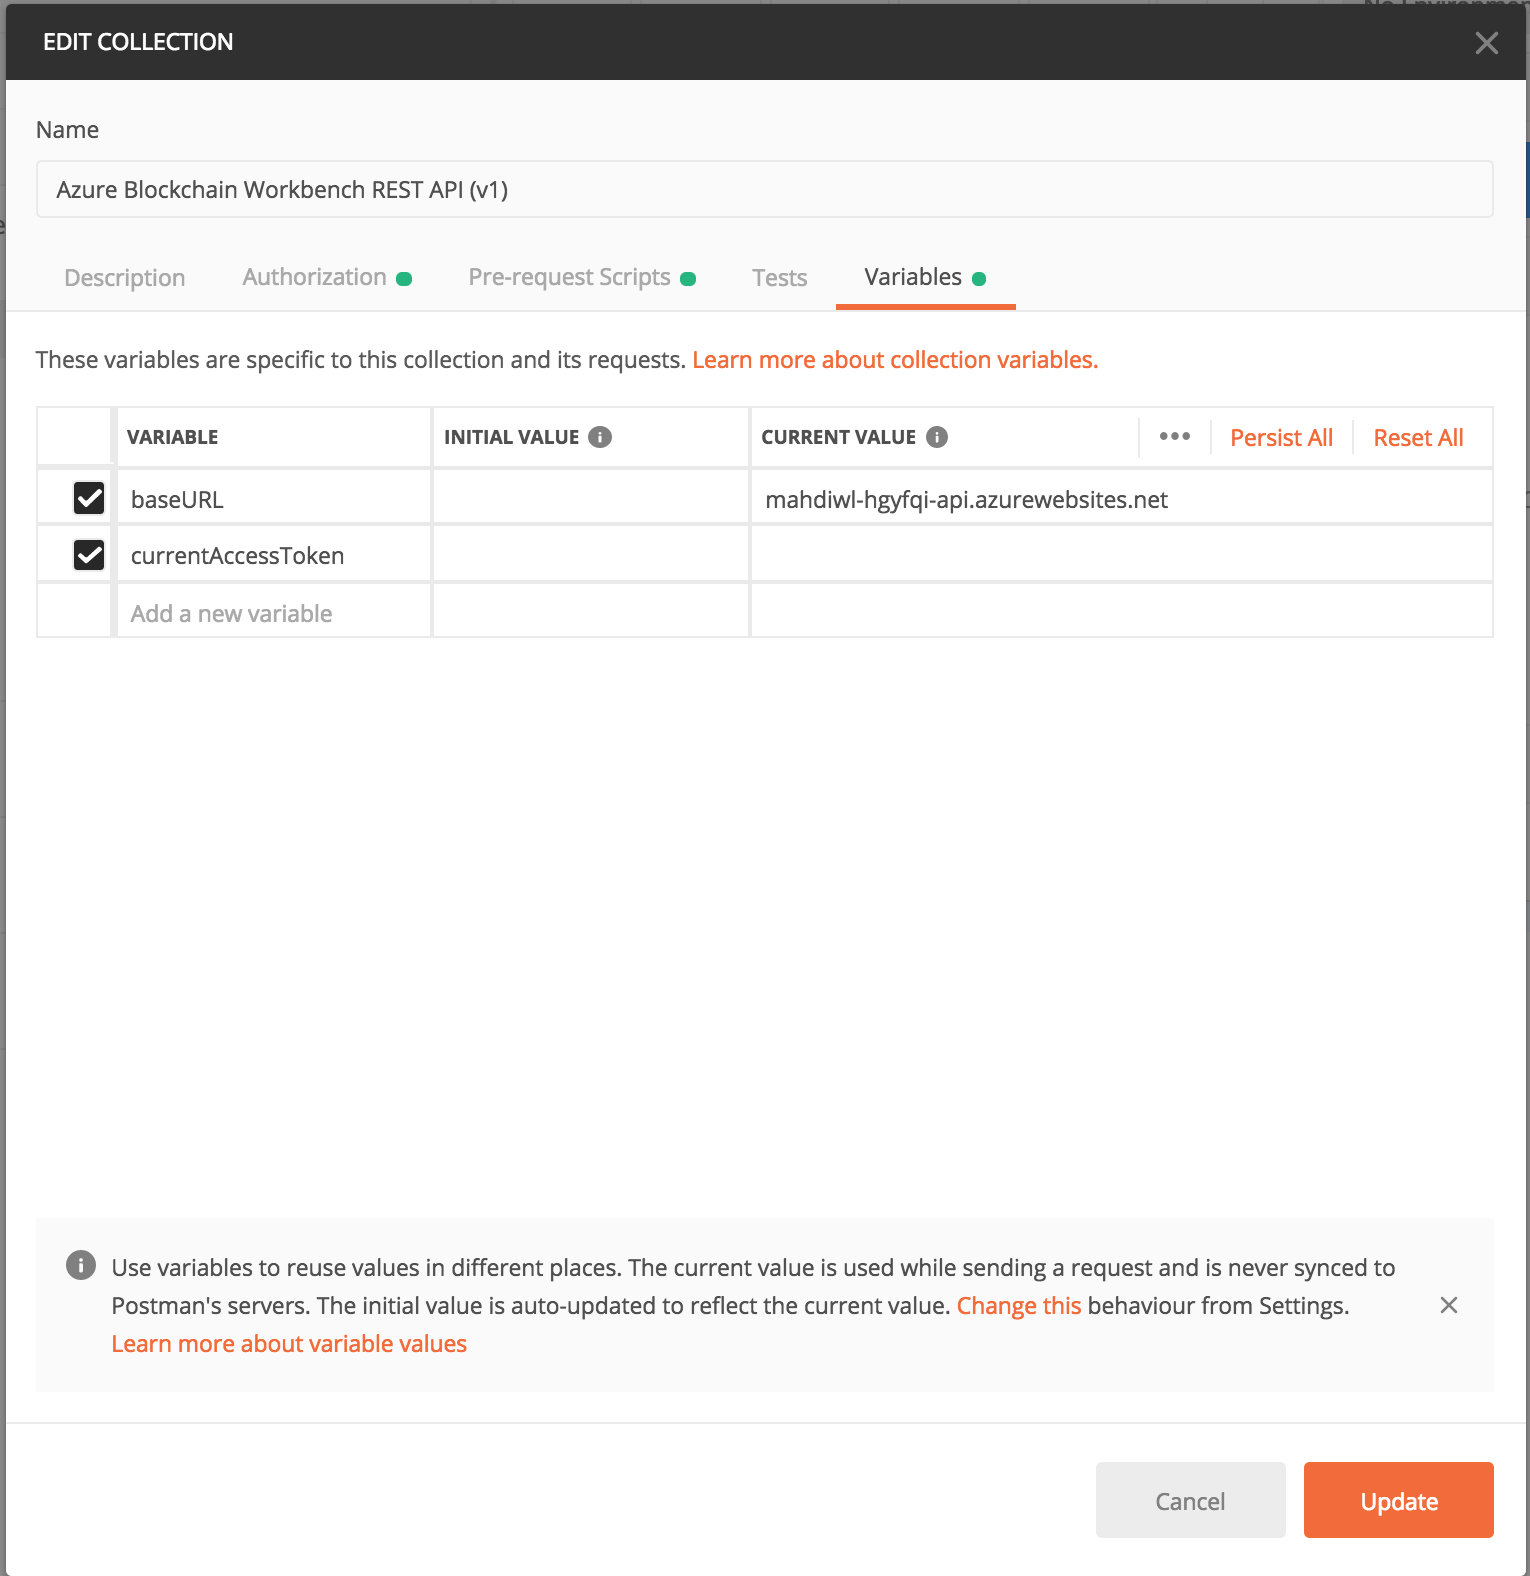 EDIT COLLECTION
Name
Azure Blockchain Workbench REST API (v1)
Description Authorization Pre-request Scripts Tests Variables
These variables are specific to this collection and its requests. Learn more about collection variables.
VARIABLE INITIAL VALUE CURRENT VALUE ••• Persist All Reset All
baseURL mahdiwl-hgyfqi-api.azurewebsites.net
currentAccessToken
Add a new variable
Use variables to reuse values in different places. The current value is used while sending a request and is never synced to
Postman's servers. The initial value is auto-updated to reflect the current value. Change this behaviour from Settings.
Learn more about variable values
Cancel Update